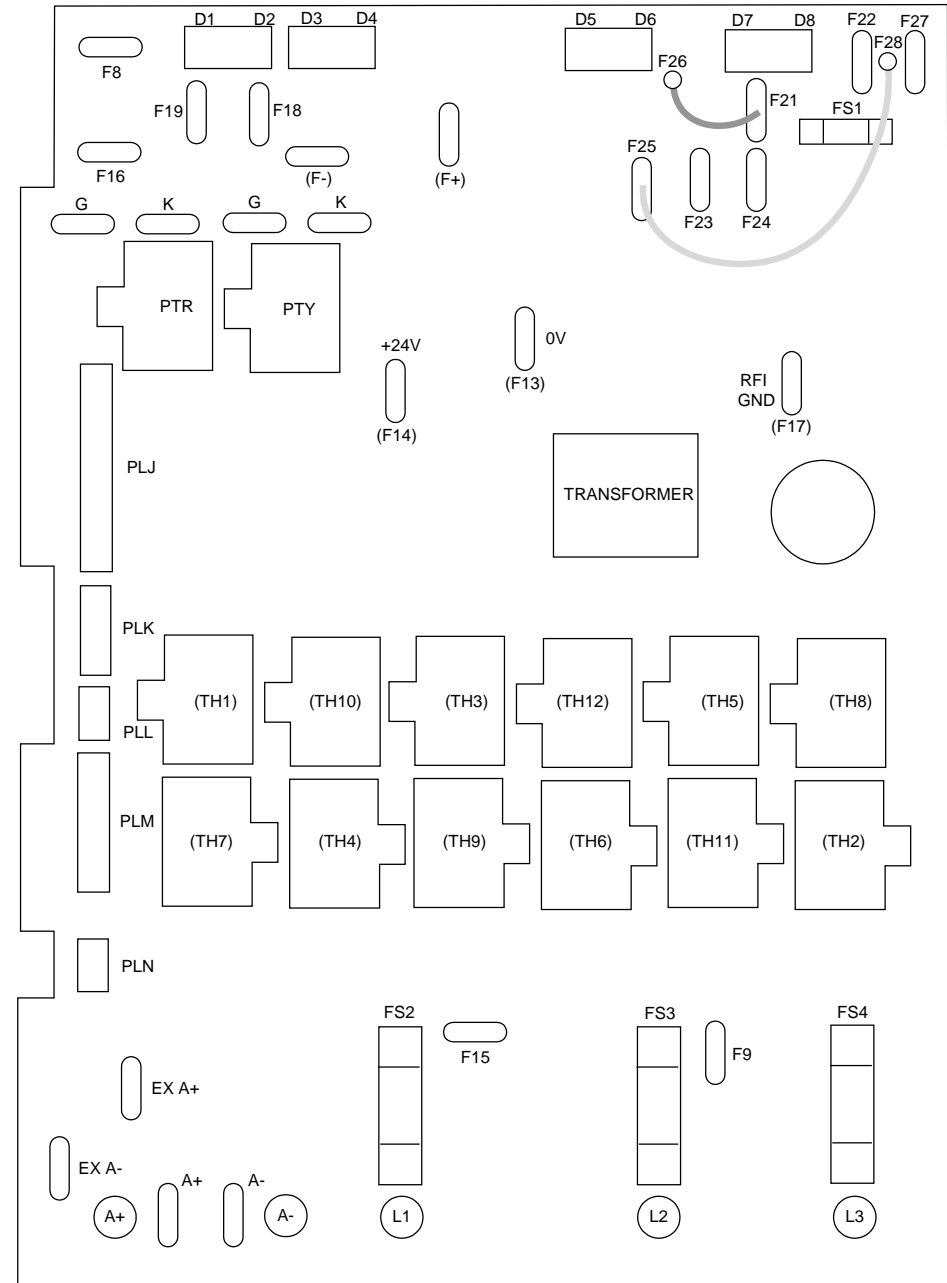 D1 D2 D3 D4 D5 D6 D7 D8 F22 F27
F28
F8
F26
F19 F18 F21 FS1
F25
F16 (F-) (F+)
G K G K F23 F24
PTR PTY
+24V 0V
(F13)
RFI
GND
(F14) (F17)
PLJ
TRANSFORMER
PLK
(TH1) (TH10) (TH3) (TH12) (TH5) (TH8)
PLL
PLM
(TH7) (TH4) (TH9) (TH6) (TH11) (TH2)
PLN
FS2 FS3 FS4
F15 F9
EX A+
EX A-
A+ A-
A+ A- L1 L2 L3